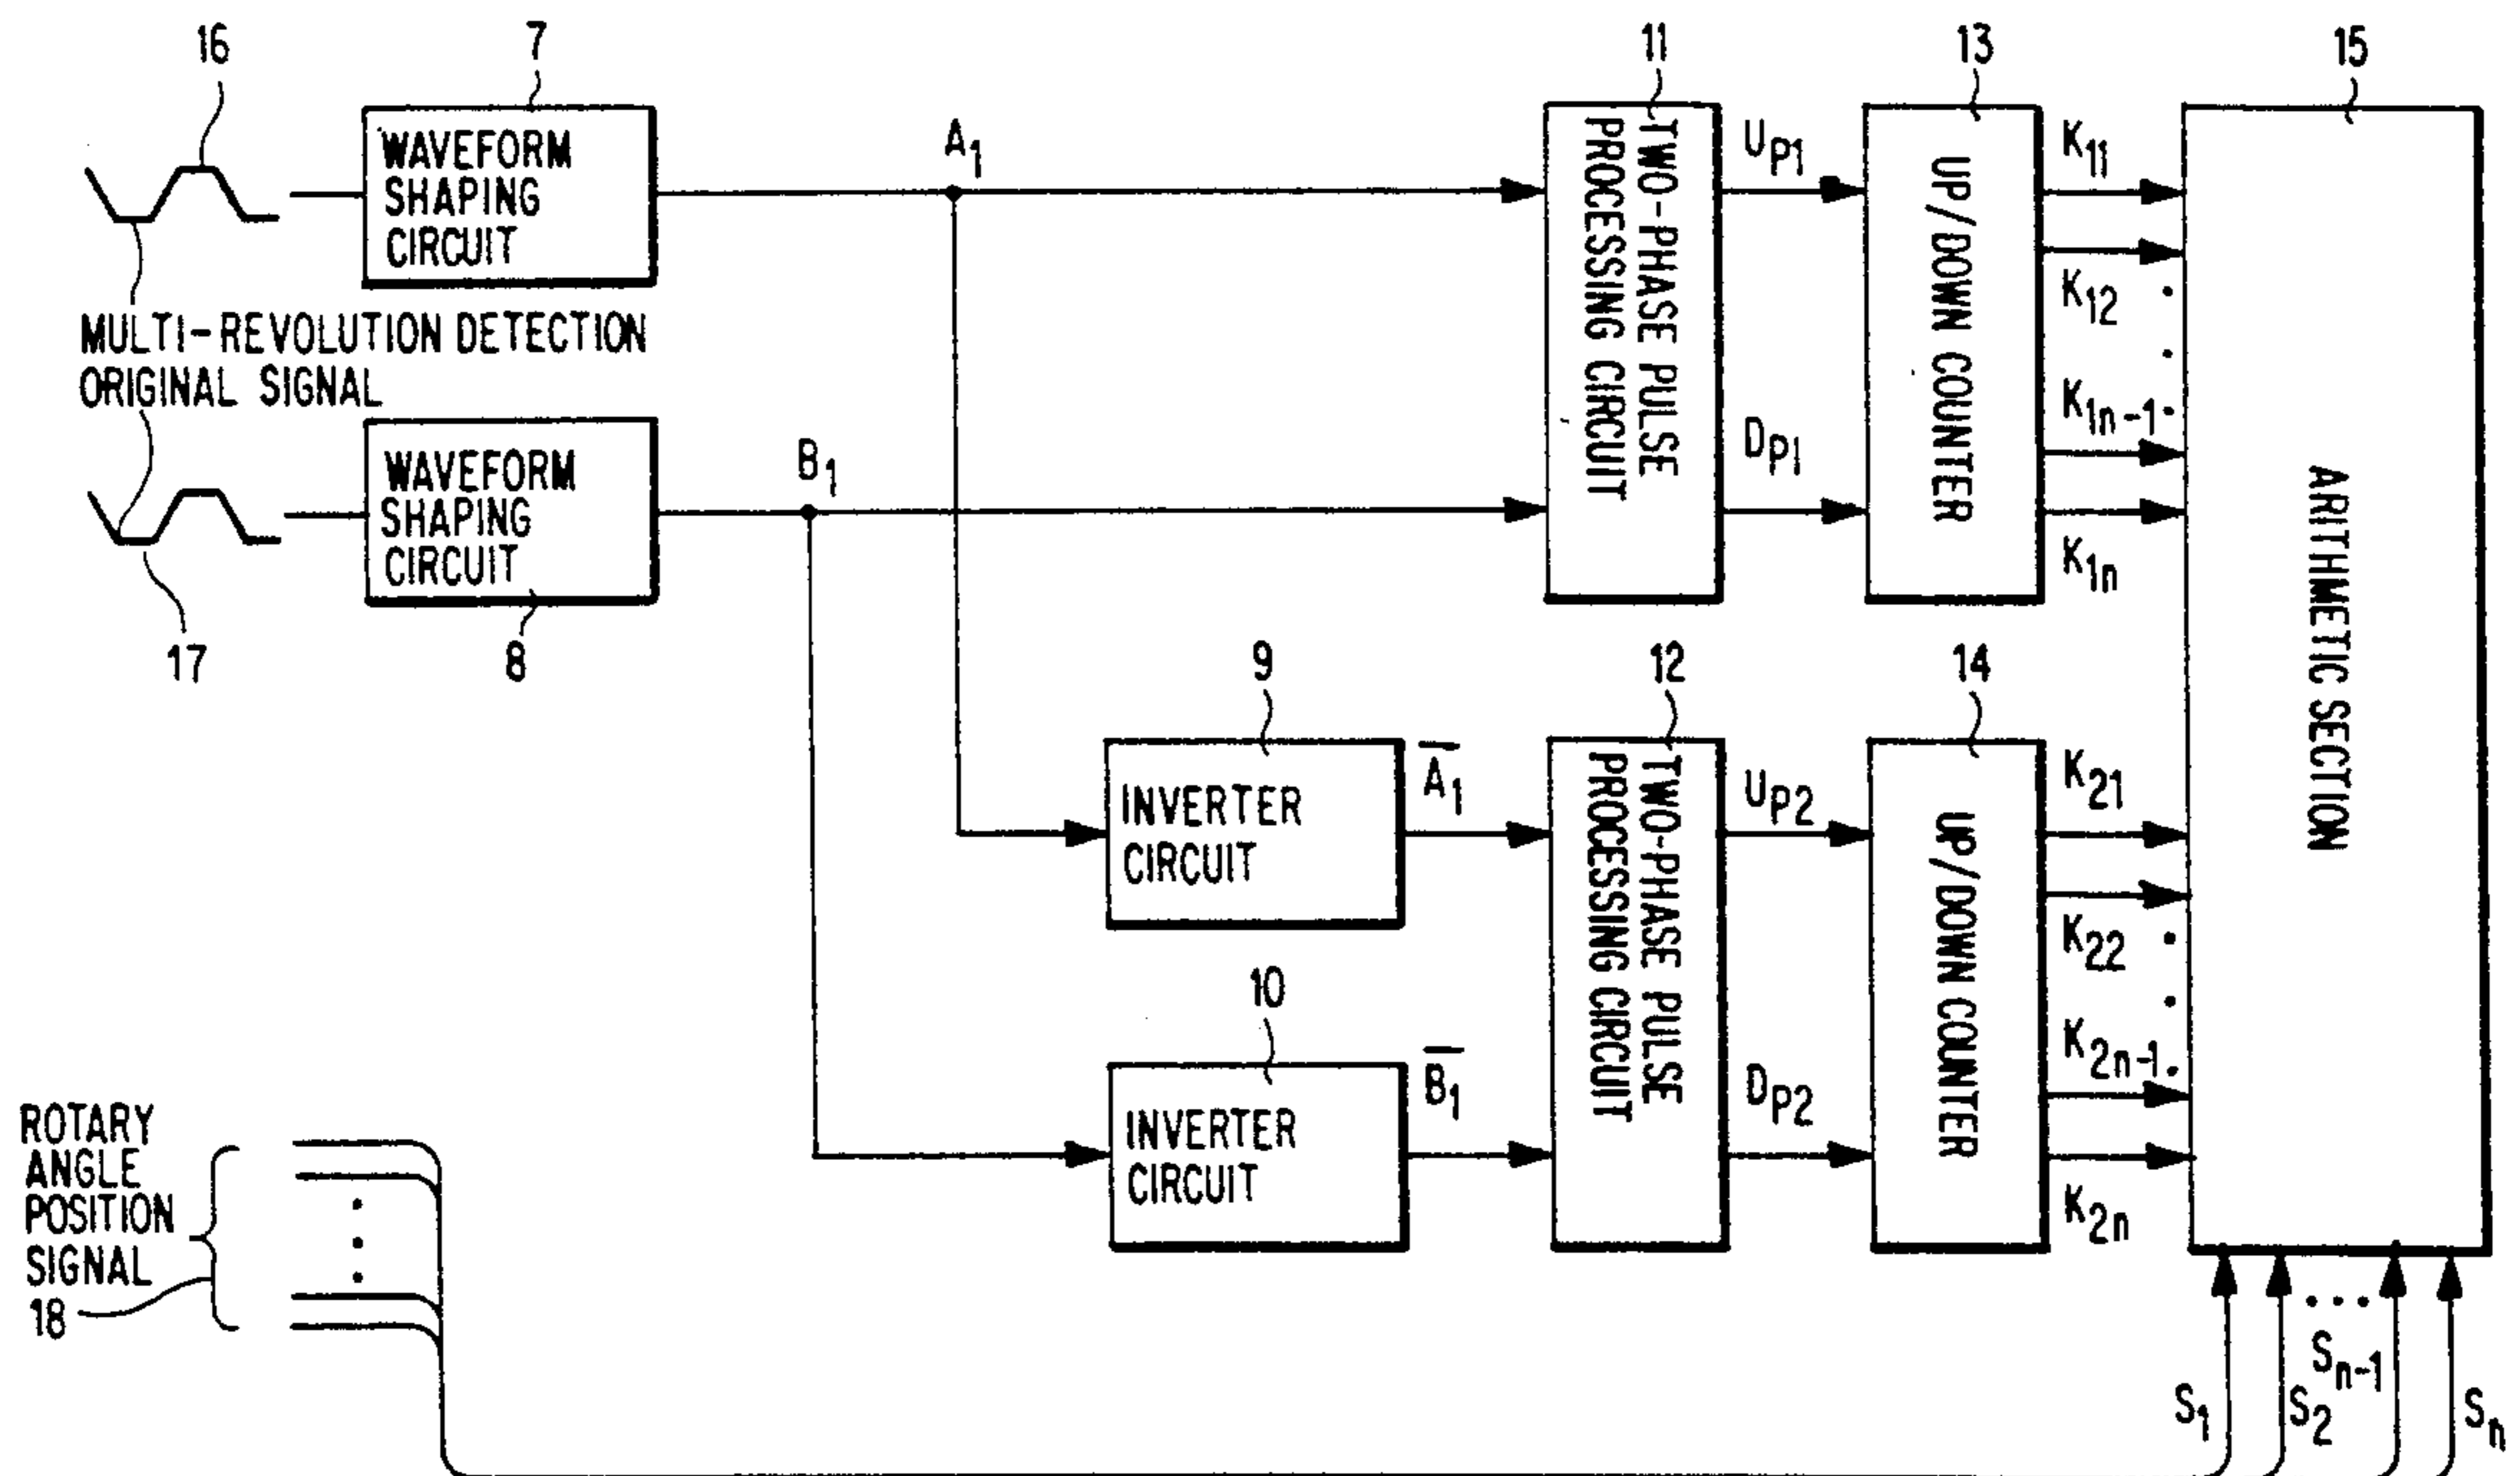 16
7
11
13
15
WAVEFORM
SHAPING
CIRCUIT
A1
TWO-PHASE PULSE
PROCESSING CIRCUIT
UP1
UP/DOWN COUNTER
K11
K12
MULTI-REVOLUTION DETECTION
ORIGINAL SIGNAL
K1n-1
WAVEFORM
SHAPING
CIRCUIT
B1
DP1
K1n
ARITHMETIC SECTION
17
8
9
12
14
INVERTER
CIRCUIT
A̅1
TWO-PHASE PULSE
PROCESSING CIRCUIT
UP2
UP/DOWN COUNTER
K21
K22
10
K2n-1
INVERTER
CIRCUIT
B̅1
DP2
K2n
ROTARY
ANGLE
POSITION
SIGNAL
18
S1
S2
Sn-1
Sn